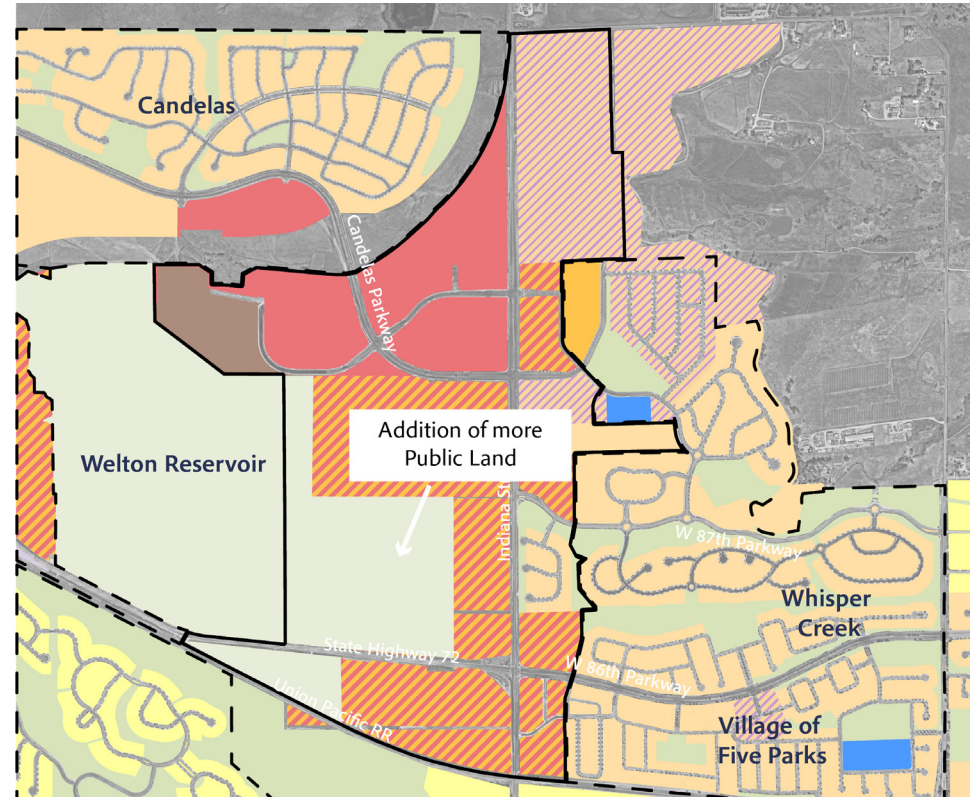 Candelas
Candelas Parkway
Addition of more
Public Land
Welton Reservoir
Indiana St
W 87th Parkway
Whisper
Creek
State Highway 72
W 86th Parkway
Union Pacific RR
Village of
Five Parks